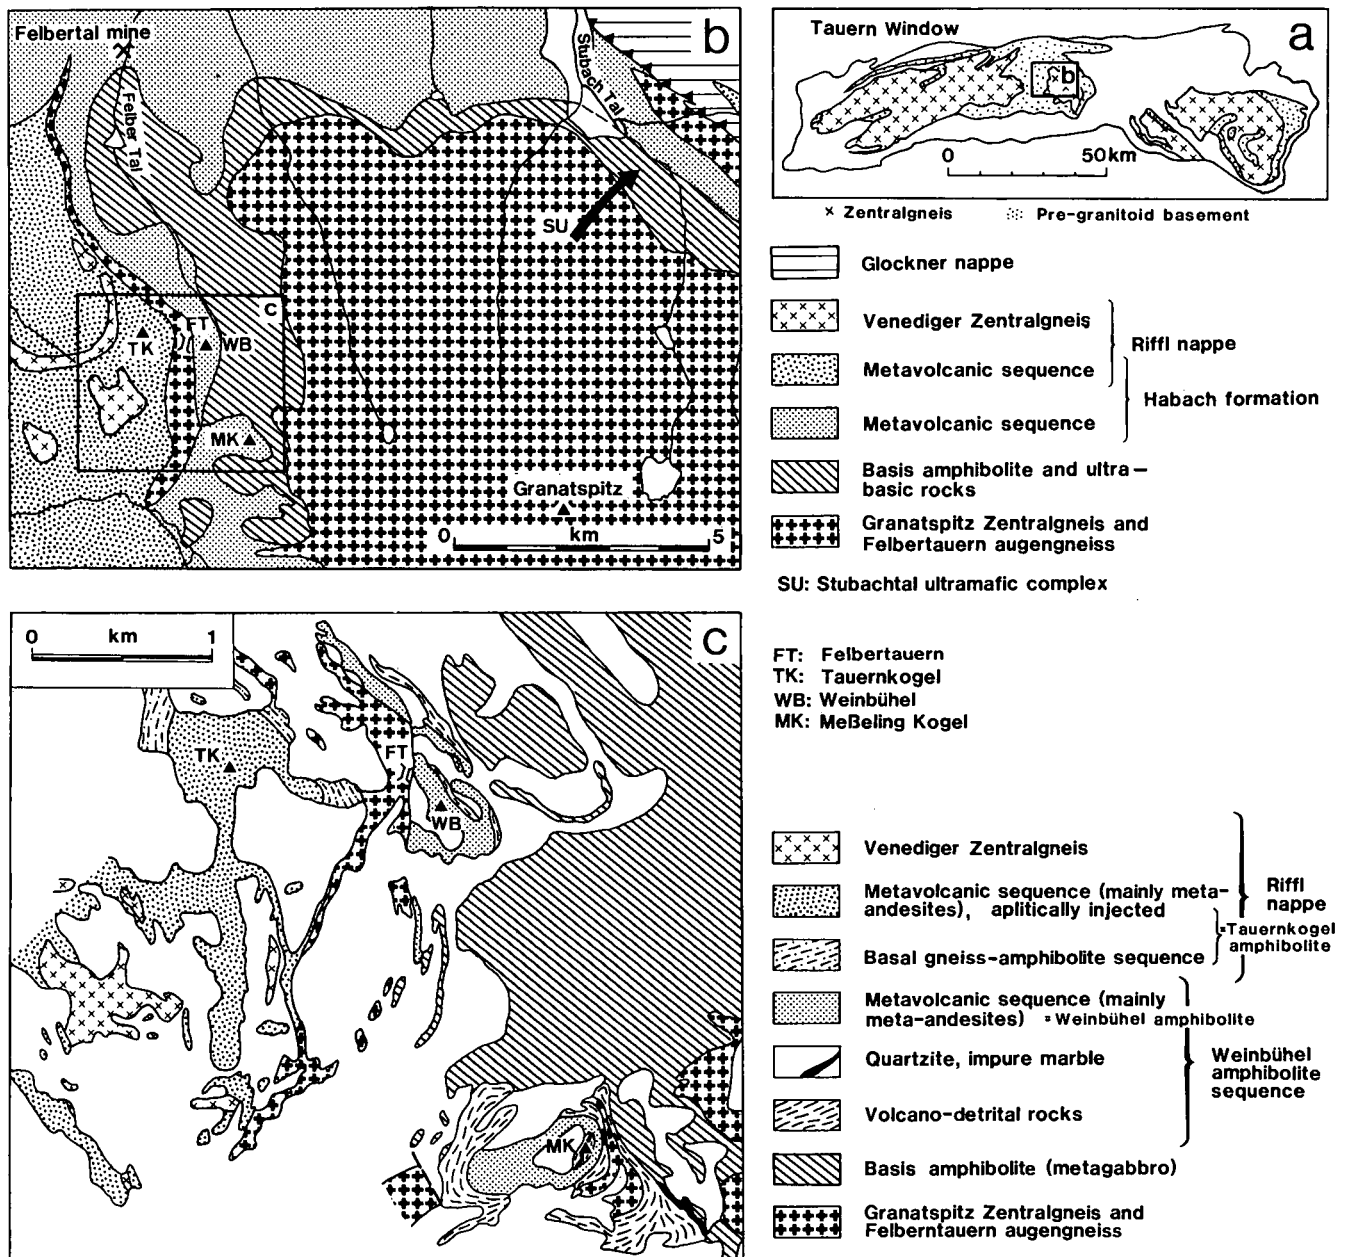 Felbertal mine
b
Felber Tal
Stubach Tal
SU
c
TK
FT
WB
MK
Granatspitz
0 km 5
Tauern Window
a
b
0 50km
x Zentralgneis Pre-granitoid basement
Glockner nappe
Venediger Zentralgneis
Riffl nappe
Metavolcanic sequence
Habach formation
Metavolcanic sequence
Basis amphibolite and ultra-
basic rocks
Granatspitz Zentralgneis and
Felbertauern augengneiss
SU: Stubachtal ultramafic complex
FT: Felbertauern
TK: Tauernkogel
WB: Weinbühel
MK: Meßeling Kogel
0 km 1
c
TK
FT
WB
MK
Venediger Zentralgneis
Metavolcanic sequence (mainly meta-
andesites), aplitically injected
Riffl
nappe
=Tauernkogel
amphibolite
Basal gneiss-amphibolite sequence
Metavolcanic sequence (mainly
meta-andesites) = Weinbühel amphibolite
Quartzite, impure marble
Weinbühel
amphibolite
sequence
Volcano-detrital rocks
Basis amphibolite (metagabbro)
Granatspitz Zentralgneis and
Felberntauern augengneiss